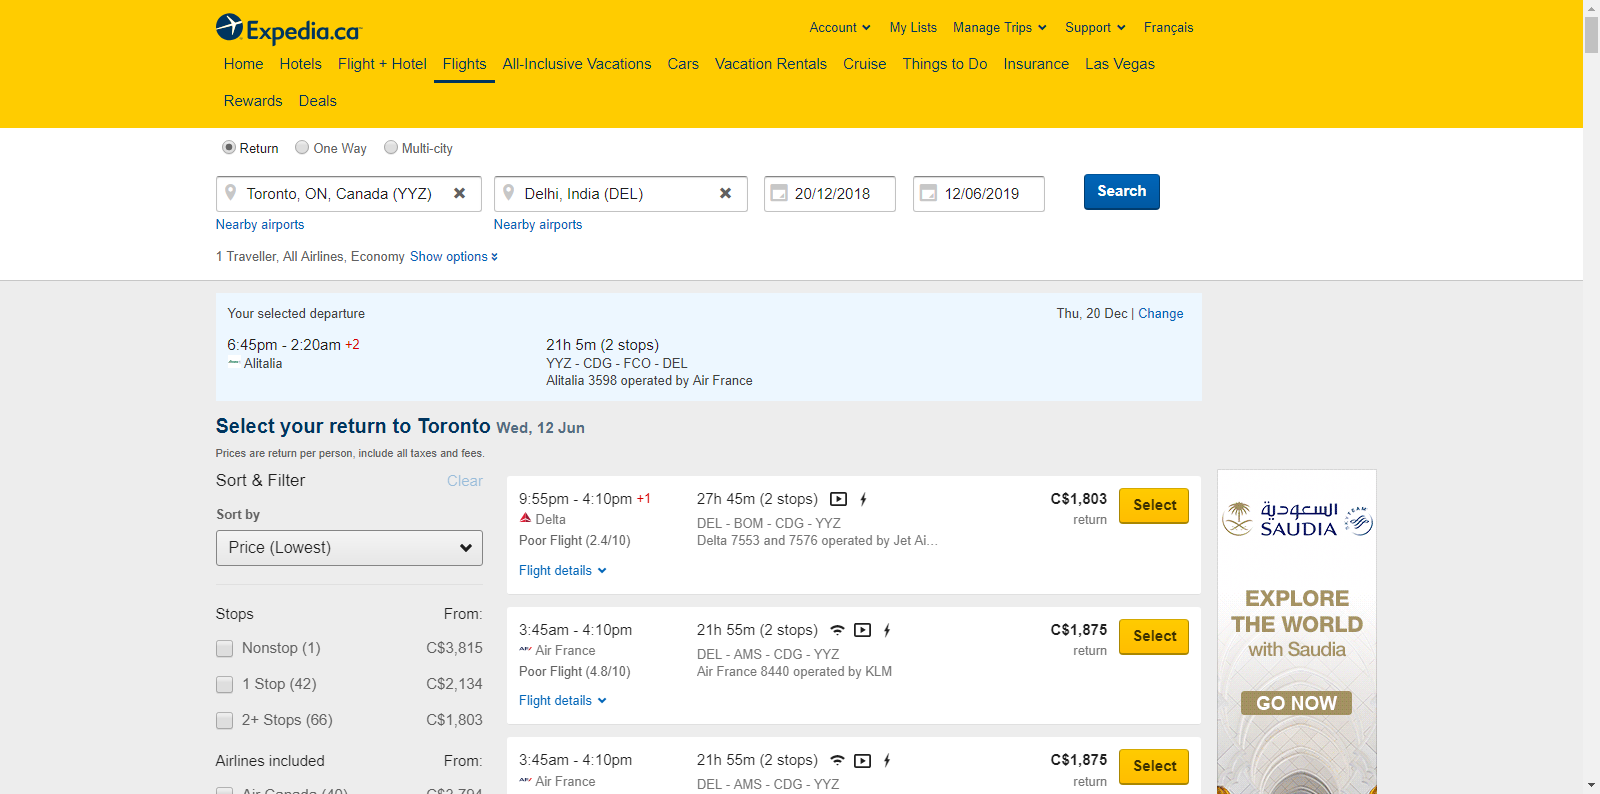 Expedia.ca
Account
My Lists
Manage Trips
Support
Français
Home
Hotels
Flight + Hotel
Flights
All-Inclusive Vacations
Cars
Vacation Rentals
Cruise
Things to Do
Insurance
Las Vegas
Rewards
Deals
Return
One Way
Multi-city
Toronto, ON, Canada (YYZ)
Delhi, India (DEL)
20/12/2018
12/06/2019
Search
Nearby airports
Nearby airports
1 Traveller, All Airlines, Economy Show options
Your selected departure
Thu, 20 Dec | Change
6:45pm - 2:20am +2
21h 5m (2 stops)
Alitalia
YYZ - CDG - FCO - DEL
Alitalia 3598 operated by Air France
Select your return to Toronto Wed, 12 Jun
Prices are return per person, include all taxes and fees.
Sort & Filter
Clear
Sort by
Price (Lowest)
Stops
From:
Nonstop (1)
C$3,815
1 Stop (42)
C$2,134
2+ Stops (66)
C$1,803
Airlines included
From:
Air Canada (40)
C$3,794
9:55pm - 4:10pm +1
27h 45m (2 stops)
C$1,803
Select
Delta
DEL - BOM - CDG - YYZ
return
Poor Flight (2.4/10)
Delta 7553 and 7576 operated by Jet Ai...
Flight details
3:45am - 4:10pm
21h 55m (2 stops)
C$1,875
Select
Air France
DEL - AMS - CDG - YYZ
return
Poor Flight (4.8/10)
Air France 8440 operated by KLM
Flight details
3:45am - 4:10pm
21h 55m (2 stops)
C$1,875
Select
Air France
DEL - AMS - CDG - YYZ
return
السعودية
SAUDIA
EXPLORE
THE WORLD
with Saudia
GO NOW